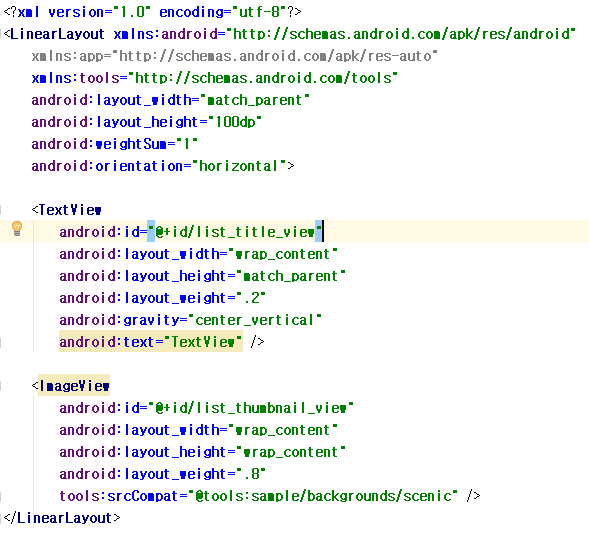 <?xml version="1.0" encoding="utf-8"?>
<LinearLayout xmlns:android="http://schemas.android.com/apk/res/android"
    xmlns:app="http://schemas.android.com/apk/res-auto"
    xmlns:tools="http://schemas.android.com/tools"
    android:layout_width="match_parent"
    android:layout_height="100dp"
    android:weightSum="1"
    android:orientation="horizontal">

    <TextView
        android:id="@+id/list_title_view"
        android:layout_width="wrap_content"
        android:layout_height="match_parent"
        android:layout_weight=".2"
        android:gravity="center_vertical"
        android:text="TextView" />

    <ImageView
        android:id="@+id/list_thumbnail_view"
        android:layout_width="wrap_content"
        android:layout_height="wrap_content"
        android:layout_weight=".8"
        tools:srcCompat="@tools:sample/backgrounds/scenic" />
</LinearLayout>